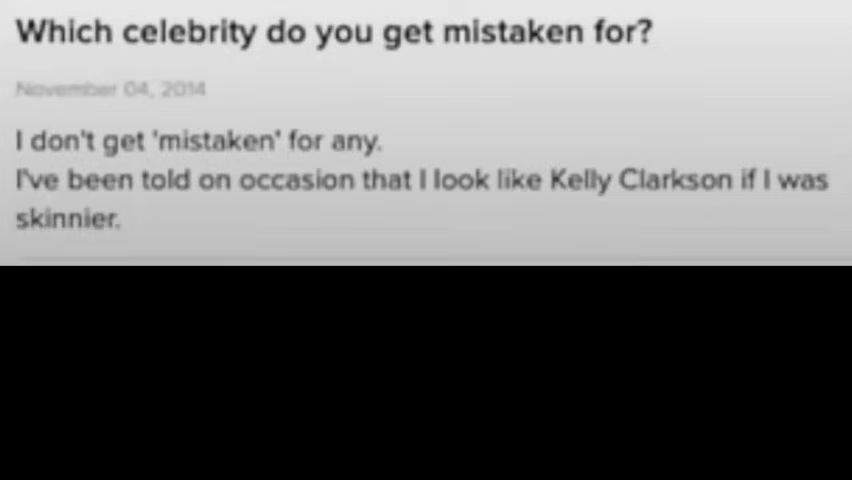 Which celebrity do you get mistaken for?
November 04, 2014
I don't get 'mistaken' for any.
I've been told on occasion that I look like Kelly Clarkson if I was
skinnier.